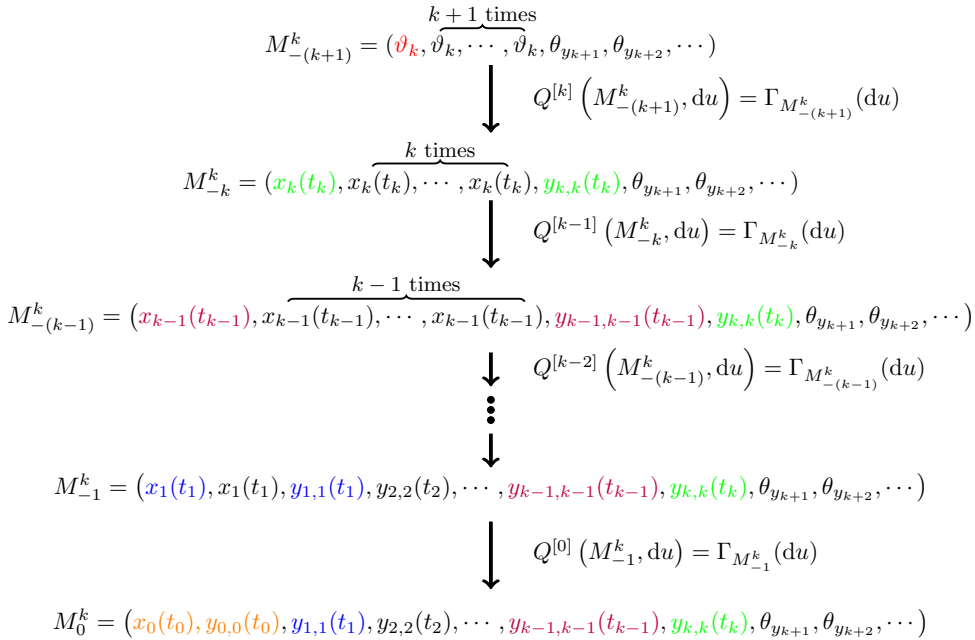 k + 1 times
M^k_{-(k+1)} = (ϑ_k, ϑ_k, ⋯ , ϑ_k, θ_{y_{k+1}}, θ_{y_{k+2}}, ⋯)
Q^{[k]} (M^k_{-(k+1)}, du) = Γ_{M^k_{-(k+1)}}(du)
k times
M^k_{-k} = (x_k(t_k), x_k(t_k), ⋯ , x_k(t_k), y_{k,k}(t_k), θ_{y_{k+1}}, θ_{y_{k+2}}, ⋯)
Q^{[k-1]} (M^k_{-k}, du) = Γ_{M^k_{-k}}(du)
k − 1 times
M^k_{-(k-1)} = (x_{k-1}(t_{k-1}), x_{k-1}(t_{k-1}), ⋯ , x_{k-1}(t_{k-1}), y_{k-1,k-1}(t_{k-1}), y_{k,k}(t_k), θ_{y_{k+1}}, θ_{y_{k+2}}, ⋯)
Q^{[k-2]} (M^k_{-(k-1)}, du) = Γ_{M^k_{-(k-1)}}(du)
M^k_{-1} = (x_1(t_1), x_1(t_1), y_{1,1}(t_1), y_{2,2}(t_2), ⋯ , y_{k-1,k-1}(t_{k-1}), y_{k,k}(t_k), θ_{y_{k+1}}, θ_{y_{k+2}}, ⋯)
Q^{[0]} (M^k_{-1}, du) = Γ_{M^k_{-1}}(du)
M^k_0 = (x_0(t_0), y_{0,0}(t_0), y_{1,1}(t_1), y_{2,2}(t_2), ⋯ , y_{k-1,k-1}(t_{k-1}), y_{k,k}(t_k), θ_{y_{k+1}}, θ_{y_{k+2}}, ⋯)